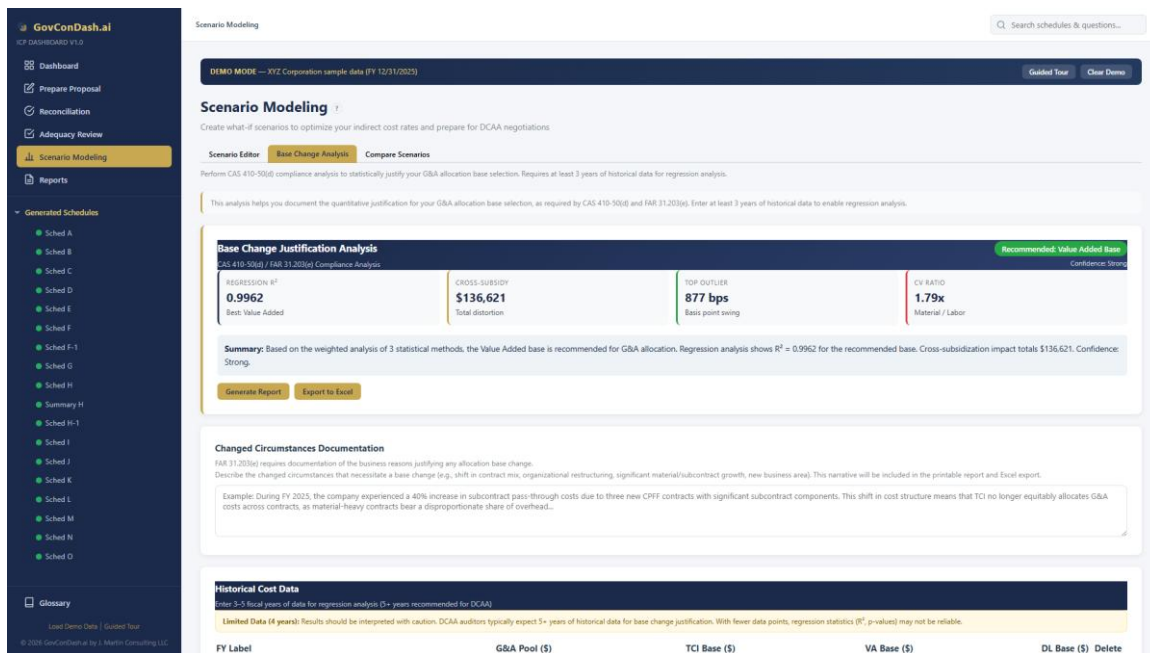 GovConDash.ai
ICP DASHBOARD V1.0
Dashboard
Prepare Proposal
Reconciliation
Adequacy Review
Scenario Modeling
Reports
Generated Schedules
Sched A
Sched B
Sched C
Sched D
Sched E
Sched F
Sched F-1
Sched G
Sched H
Summary H
Sched H-1
Sched I
Sched J
Sched K
Sched L
Sched M
Sched N
Sched O
Glossary
Load Demo Data | Guided Tour
© 2026 GovConDash.ai by J. Martin Consulting LLC
Scenario Modeling
Search schedules & questions...
DEMO MODE — XYZ Corporation sample data (FY 12/31/2025)
Guided Tour Clear Demo
Scenario Modeling ?
Create what-if scenarios to optimize your indirect cost rates and prepare for DCAA negotiations
Scenario Editor Base Change Analysis Compare Scenarios
Perform CAS 410-50(d) compliance analysis to statistically justify your G&A allocation base selection. Requires at least 3 years of historical data for regression analysis.
This analysis helps you document the quantitative justification for your G&A allocation base selection, as required by CAS 410-50(d) and FAR 31.203(e). Enter at least 3 years of historical data to enable regression analysis.
Base Change Justification Analysis
Recommended: Value Added Base
CAS 410-50(d) / FAR 31.203(e) Compliance Analysis
Confidence: Strong
REGRESSION R² CROSS-SUBSIDY TOP OUTLIER CV RATIO
0.9962 $136,621 877 bps 1.79x
Best: Value Added Total distortion Basis point swing Material / Labor
Summary: Based on the weighted analysis of 3 statistical methods, the Value Added base is recommended for G&A allocation. Regression analysis shows R² = 0.9962 for the recommended base. Cross-subsidization impact totals $136,621. Confidence:
Strong.
Generate Report Export to Excel
Changed Circumstances Documentation
FAR 31.203(e) requires documentation of the business reasons justifying any allocation base change.
Describe the changed circumstances that necessitate a base change (e.g., shift in contract mix, organizational restructuring, significant material/subcontract growth, new business area). This narrative will be included in the printable report and Excel export.
Example: During FY 2025, the company experienced a 40% increase in subcontract pass-through costs due to three new CPFF contracts with significant subcontract components. This shift in cost structure means that TCI no longer equitably allocates G&A
costs across contracts, as material-heavy contracts bear a disproportionate share of overhead...
Historical Cost Data
Enter 3-5 fiscal years of data for regression analysis (5+ years recommended for DCAA)
Limited Data (4 years): Results should be interpreted with caution. DCAA auditors typically expect 5+ years of historical data for base change justification. With fewer data points, regression statistics (R², p-values) may not be reliable.
FY Label G&A Pool ($) TCI Base ($) VA Base ($) DL Base ($) Delete